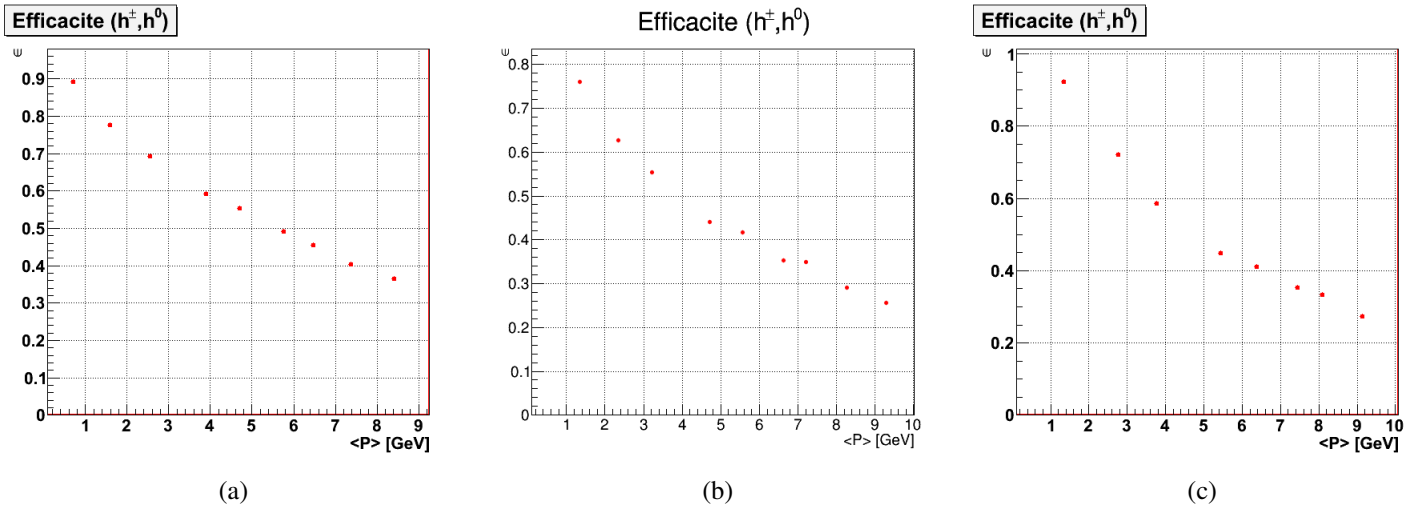 Efficacite (h±,h⁰)
∈
0.9
0.8
0.7
0.6
0.5
0.4
0.3
0.2
0.1
0
1 2 3 4 5 6 7 8 9
<P> [GeV]
(a)
Efficacite (h±,h⁰)
∈
0.8
0.7
0.6
0.5
0.4
0.3
0.2
0.1
0
1 2 3 4 5 6 7 8 9 10
<P> [GeV]
(b)
Efficacite (h±,h⁰)
∈
1
0.8
0.6
0.4
0.2
0
1 2 3 4 5 6 7 8 9 10
<P> [GeV]
(c)